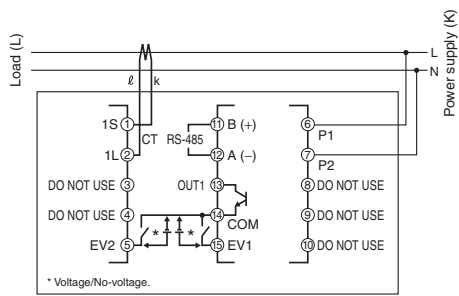 Load (L)
Power supply (K)
L
N
ℓ k
1S 1 CT RS-485 11 B (+) 6 P1
1L 2 12 A (−) 7 P2
DO NOT USE 3 OUT1 13 8 DO NOT USE
DO NOT USE 4 14 COM 9 DO NOT USE
EV2 5 * * 15 EV1 10 DO NOT USE
* Voltage/No-voltage.